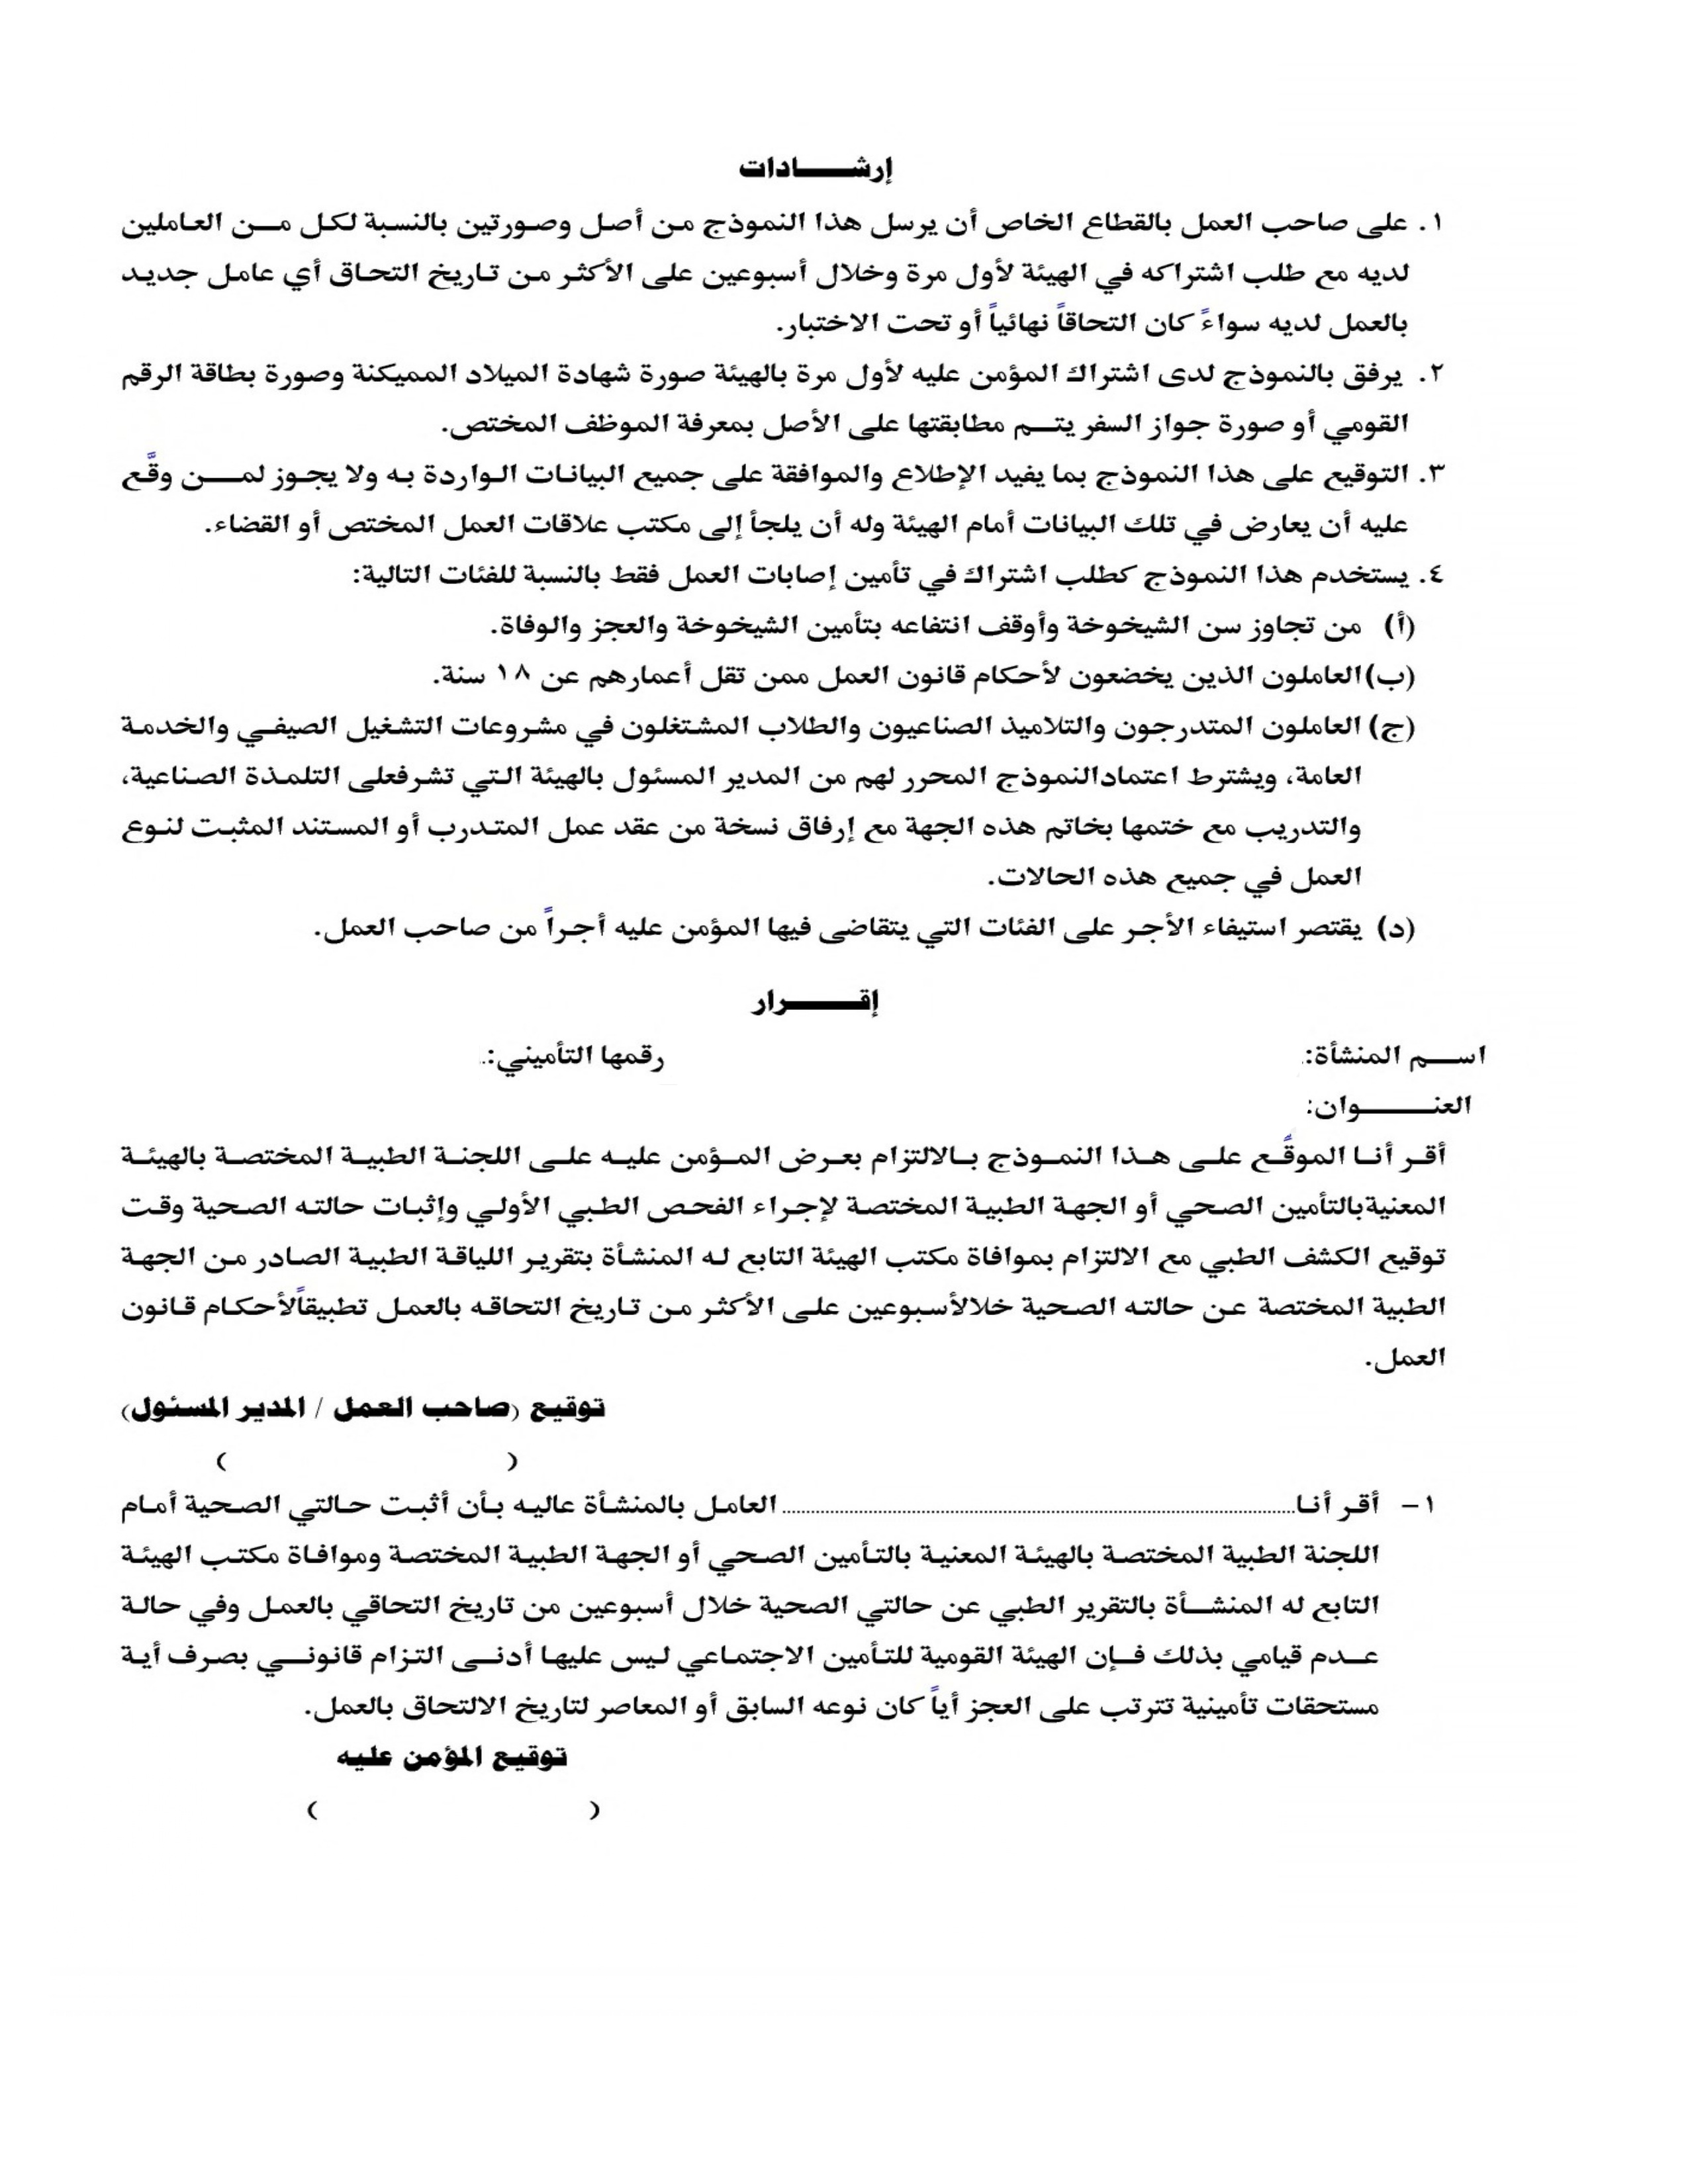 إرشــــادات
١. على صاحب العمل بالقطاع الخاص أن يرسل هذا النموذج من أصل وصورتين بالنسبة لكل مــن العاملين
لديه مع طلب اشتراكه في الهيئة لأول مرة وخلال أسبوعين على الأكثر من تاريخ التحاق أي عامل جديد
بالعمل لديه سواءً كان التحاقاً نهائياً أو تحت الاختبار.
٢. يرفق بالنموذج لدى اشتراك المؤمن عليه لأول مرة بالهيئة صورة شهادة الميلاد المميكنة وصورة بطاقة الرقم
القومي أو صورة جواز السفر يتــم مطابقتها على الأصل بمعرفة الموظف المختص.
٣. التوقيع على هذا النموذج بما يفيد الإطلاع والموافقة على جميع البيانات الواردة به ولا يجوز لمــــن وقَّع
عليه أن يعارض في تلك البيانات أمام الهيئة وله أن يلجأ إلى مكتب علاقات العمل المختص أو القضاء.
٤. يستخدم هذا النموذج كطلب اشتراك في تأمين إصابات العمل فقط بالنسبة للفئات التالية:
(أ) من تجاوز سن الشيخوخة وأوقف انتفاعه بتأمين الشيخوخة والعجز والوفاة.
(ب)العاملون الذين يخضعون لأحكام قانون العمل ممن تقل أعمارهم عن ١٨ سنة.
(ج) العاملون المتدرجون والتلاميذ الصناعيون والطلاب المشتغلون في مشروعات التشغيل الصيفي والخدمة
العامة، ويشترط اعتمادالنموذج المحرر لهم من المدير المسئول بالهيئة التي تشرفعلى التلمذة الصناعية،
والتدريب مع ختمها بخاتم هذه الجهة مع إرفاق نسخة من عقد عمل المتدرب أو المستند المثبت لنوع
العمل في جميع هذه الحالات.
(د) يقتصر استيفاء الأجر على الفئات التي يتقاضى فيها المؤمن عليه أجراً من صاحب العمل.
إقـــــرار
اســـم المنشأة: رقمها التأميني:
العنـــــــوان:
أقر أنا الموقَّع على هذا النموذج بالالتزام بعرض المؤمن عليه على اللجنة الطبية المختصة بالهيئة
المعنيةبالتأمين الصحي أو الجهة الطبية المختصة لإجراء الفحص الطبي الأولي وإثبات حالته الصحية وقت
توقيع الكشف الطبي مع الالتزام بموافاة مكتب الهيئة التابع له المنشأة بتقرير اللياقة الطبية الصادر من الجهة
الطبية المختصة عن حالته الصحية خلالأسبوعين على الأكثر من تاريخ التحاقه بالعمل تطبيقاًلأحكام قانون
العمل.
توقيع (صاحب العمل / المدير المسئول)
( )
١- أقر أنا............................................................العامل بالمنشأة عاليه بأن أثبت حالتي الصحية أمام
اللجنة الطبية المختصة بالهيئة المعنية بالتأمين الصحي أو الجهة الطبية المختصة وموافاة مكتب الهيئة
التابع له المنشــأة بالتقرير الطبي عن حالتي الصحية خلال أسبوعين من تاريخ التحاقي بالعمل وفي حالة
عــدم قيامي بذلك فــإن الهيئة القومية للتأمين الاجتماعي ليس عليها أدنــى التزام قانونــي بصرف أية
مستحقات تأمينية تترتب على العجز أياً كان نوعه السابق أو المعاصر لتاريخ الالتحاق بالعمل.
توقيع المؤمن عليه
( )